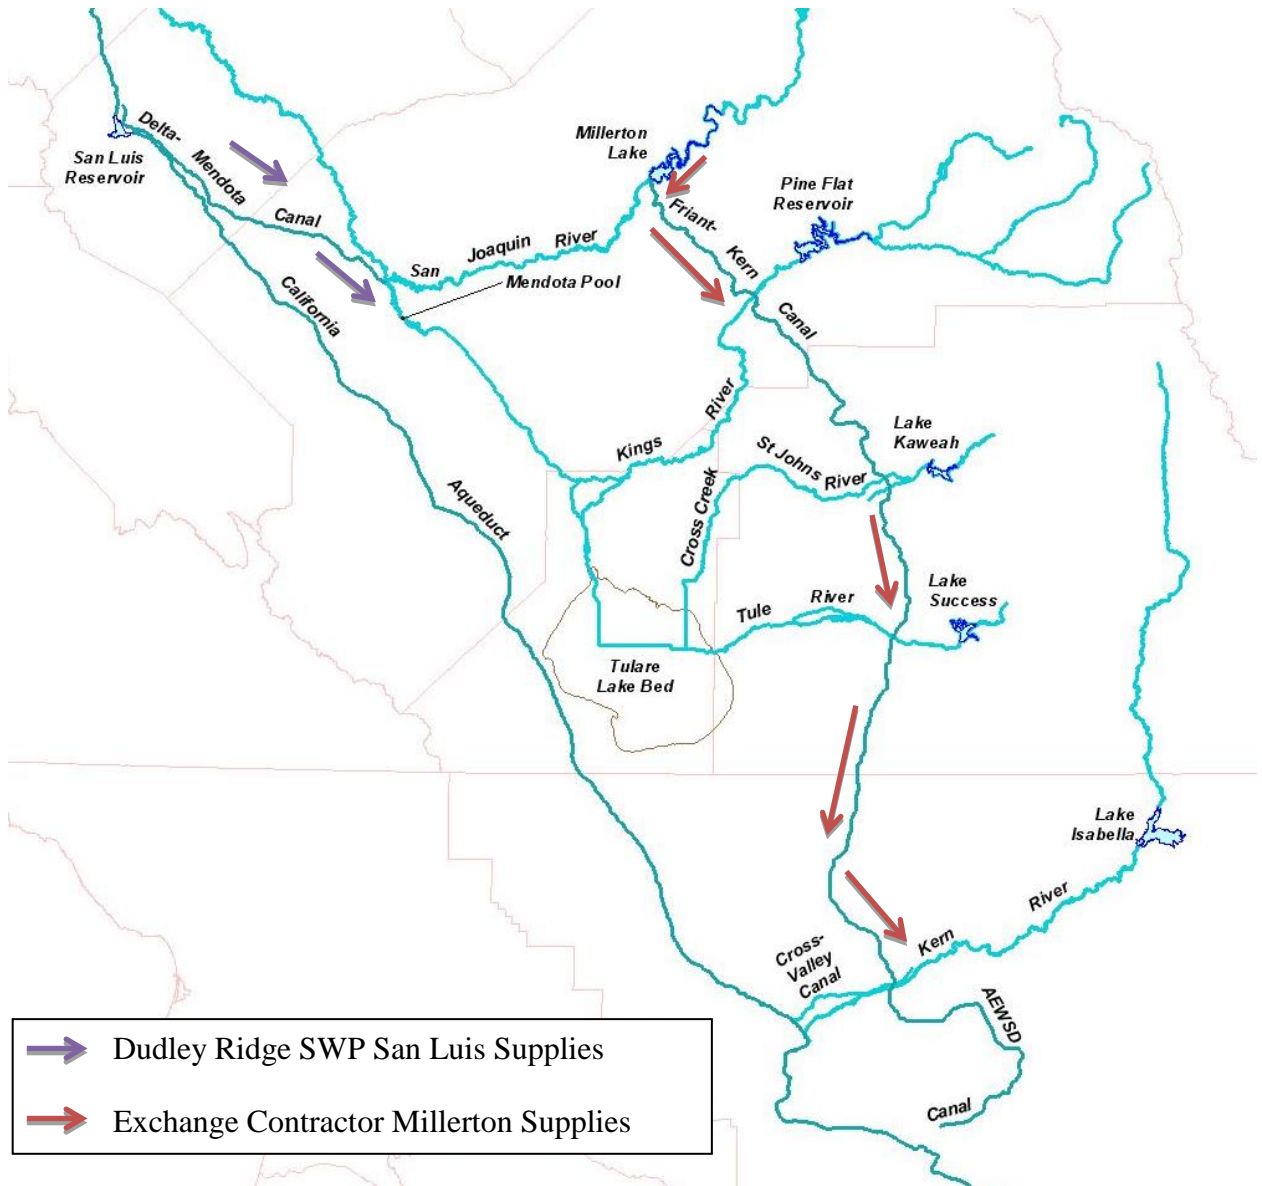 Millerton
Lake
Delta-
Mendota
Canal
San Luis
Reservoir
Pine Flat
Reservoir
Friant-
Kern
Canal
San Joaquin River
Mendota Pool
California
Aqueduct
Kings River
Lake
Kaweah
St Johns River
Cross Creek
Lake
Success
Tule River
Tulare
Lake Bed
Lake
Isabella
Kern River
Cross-
Valley
Canal
AEWSD
Canal
Dudley Ridge SWP San Luis Supplies
Exchange Contractor Millerton Supplies